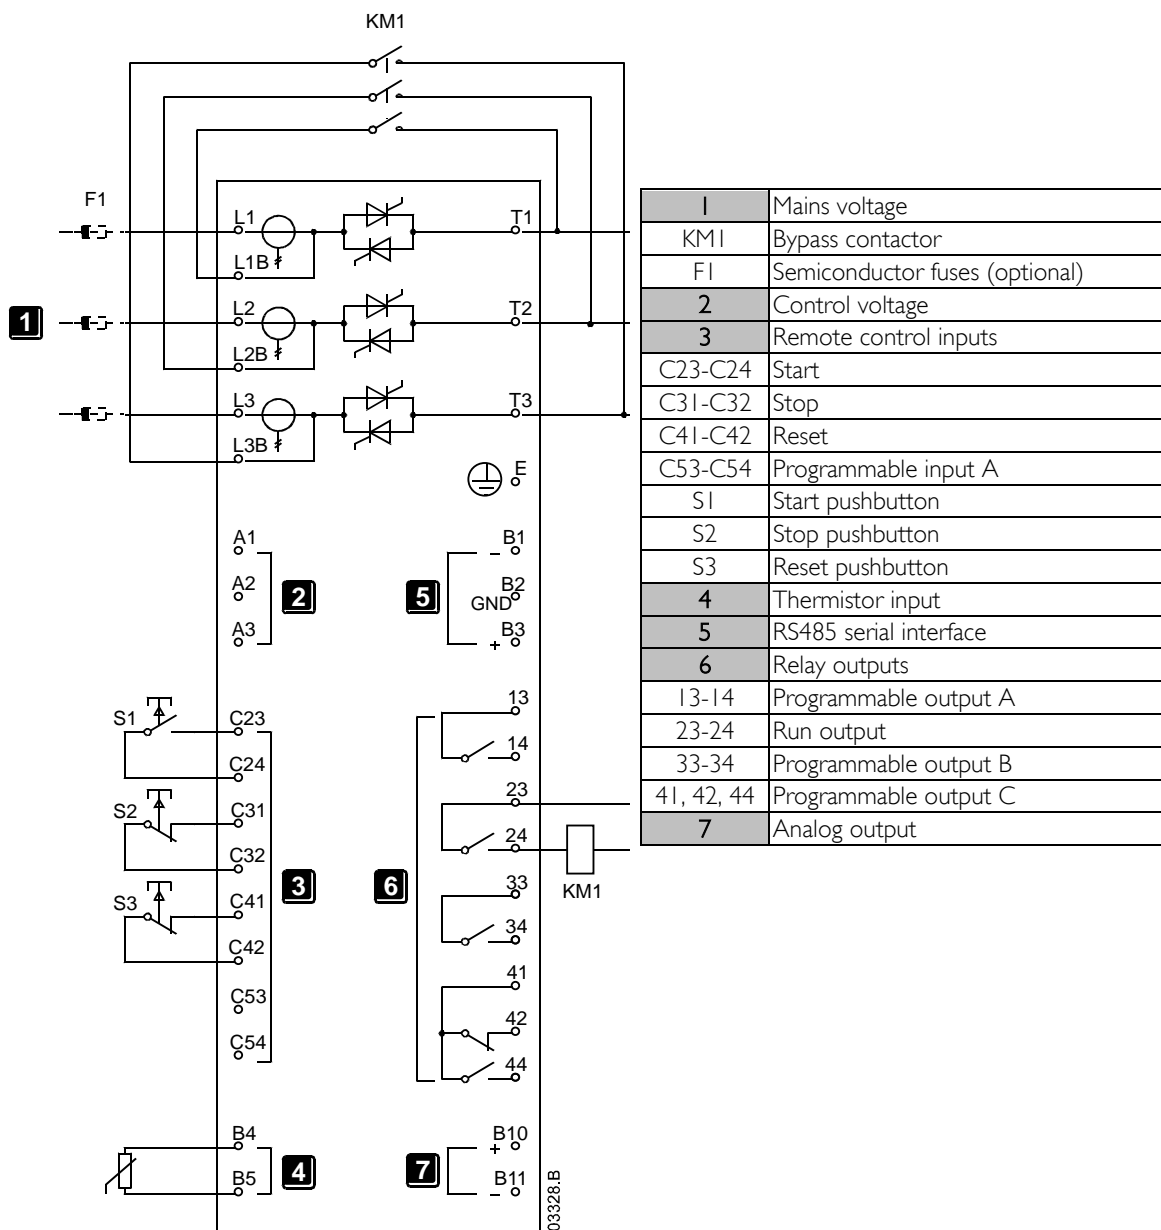 KM1
F1
L1
T1
L1B
L2
T2
1
L2B
L3
T3
L3B
E
A1
B1
-
A2
2
5
B2
GND
A3
+ B3
S1
C23
13
C24
14
S2
C31
23
C32
24
3
6
KM1
S3
C41
33
C42
34
C53
41
C54
42
44
B4
B10
+
4
7
B5
B11
-
03328.B
1 Mains voltage
KM1 Bypass contactor
F1 Semiconductor fuses (optional)
2 Control voltage
3 Remote control inputs
C23-C24 Start
C31-C32 Stop
C41-C42 Reset
C53-C54 Programmable input A
S1 Start pushbutton
S2 Stop pushbutton
S3 Reset pushbutton
4 Thermistor input
5 RS485 serial interface
6 Relay outputs
13-14 Programmable output A
23-24 Run output
33-34 Programmable output B
41, 42, 44 Programmable output C
7 Analog output